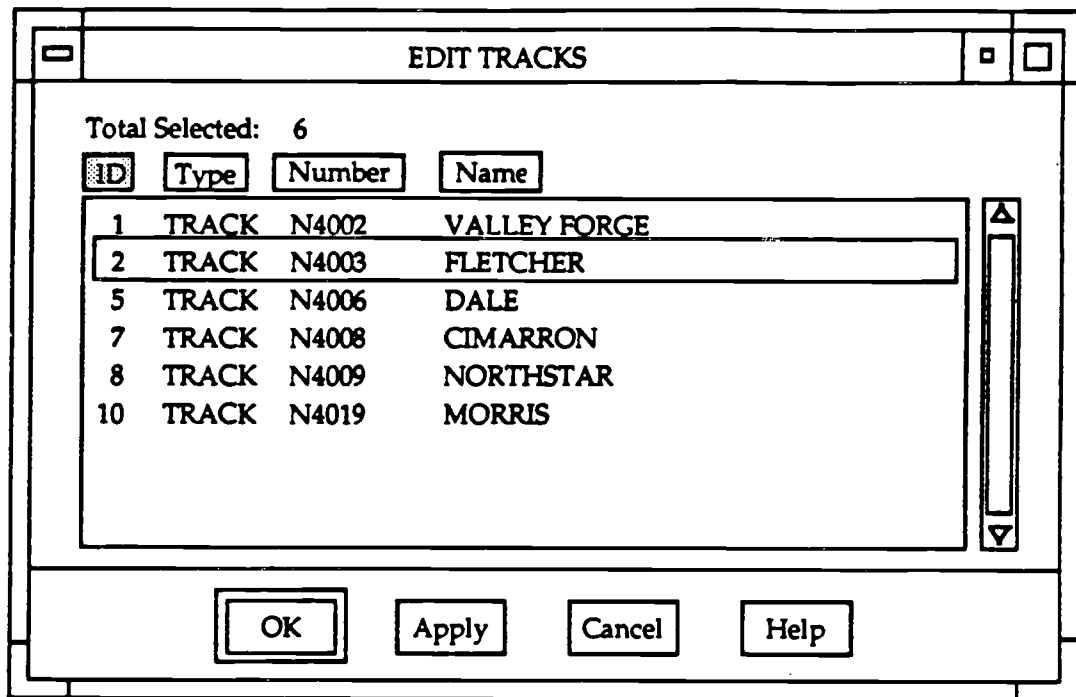 EDIT TRACKS
Total Selected: 6
ID Type Number Name
1 TRACK N4002 VALLEY FORGE
2 TRACK N4003 FLETCHER
5 TRACK N4006 DALE
7 TRACK N4008 CIMARRON
8 TRACK N4009 NORTHSTAR
10 TRACK N4019 MORRIS
OK Apply Cancel Help